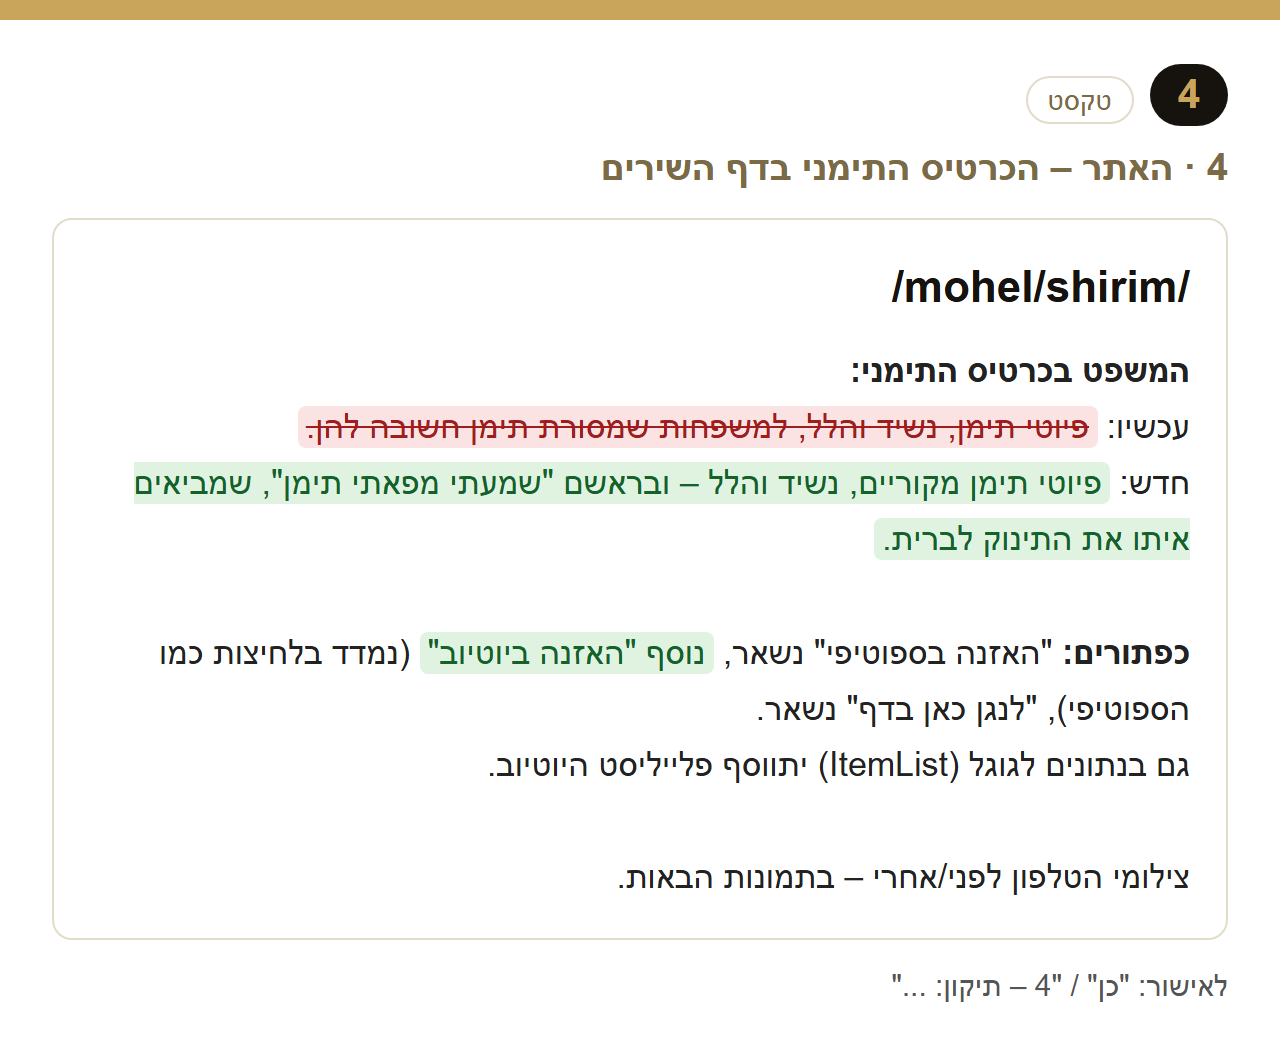 4
טקסט
4 · האתר – הכרטיס התימני בדף השירים
/mohel/shirim/
המשפט בכרטיס התימני:
עכשיו: פיוטי תימן, נשיד והלל, למשפחות שמסורת תימן חשובה להן.
חדש: פיוטי תימן מקוריים, נשיד והלל – ובראשם "שמעתי מפאתי תימן", שמביאים
איתו את התינוק לברית.
כפתורים: "האזנה בספוטיפי" נשאר, נוסף "האזנה ביוטיוב" (נמדד בלחיצות כמו
הספוטיפי), "לנגן כאן בדף" נשאר.
גם בנתונים לגוגל (ItemList) יתווסף פלייליסט היוטיוב.
צילומי הטלפון לפני/אחרי – בתמונות הבאות.
לאישור: "כן" / "4 – תיקון: ..."